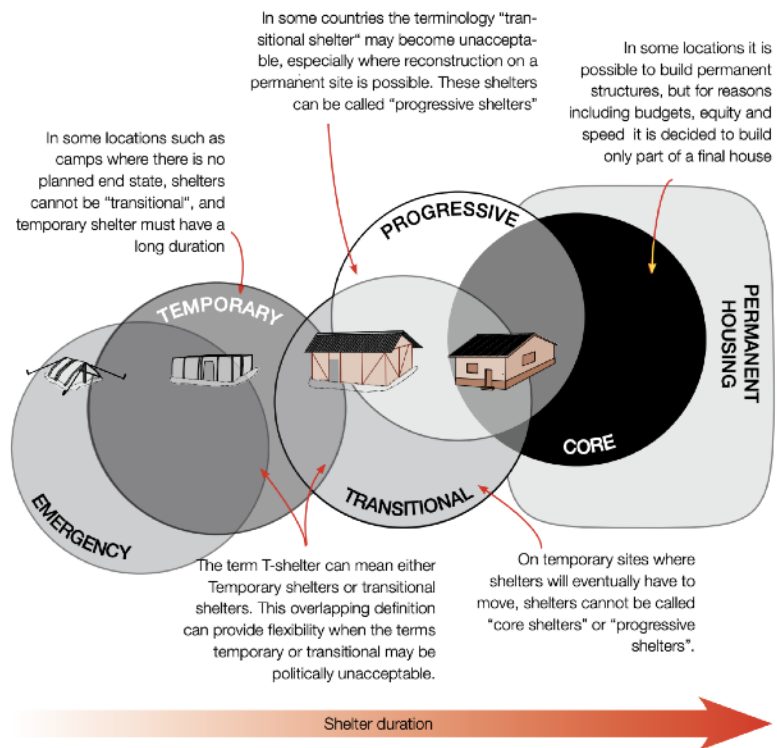 In some countries the terminology “tran-
sitional shelter“ may become unaccepta-
ble, especially where reconstruction on a
permanent site is possible. These shelters
can be called “progressive shelters”
In some locations it is
possible to build permanent
structures, but for reasons
including budgets, equity and
speed it is decided to build
only part of a final house
In some locations such as
camps where there is no
planned end state, shelters
cannot be “transitional“, and
temporary shelter must have a
long duration
PROGRESSIVE
TEMPORARY
PERMANENT
HOUSING
CORE
TRANSITIONAL
EMERGENCY
The term T-shelter can mean either
Temporary shelters or transitional
shelters. This overlapping definition
can provide flexibility when the terms
temporary or transitional may be
politically unacceptable.
On temporary sites where
shelters will eventually have to
move, shelters cannot be called
“core shelters” or “progressive
shelters”.
Shelter duration